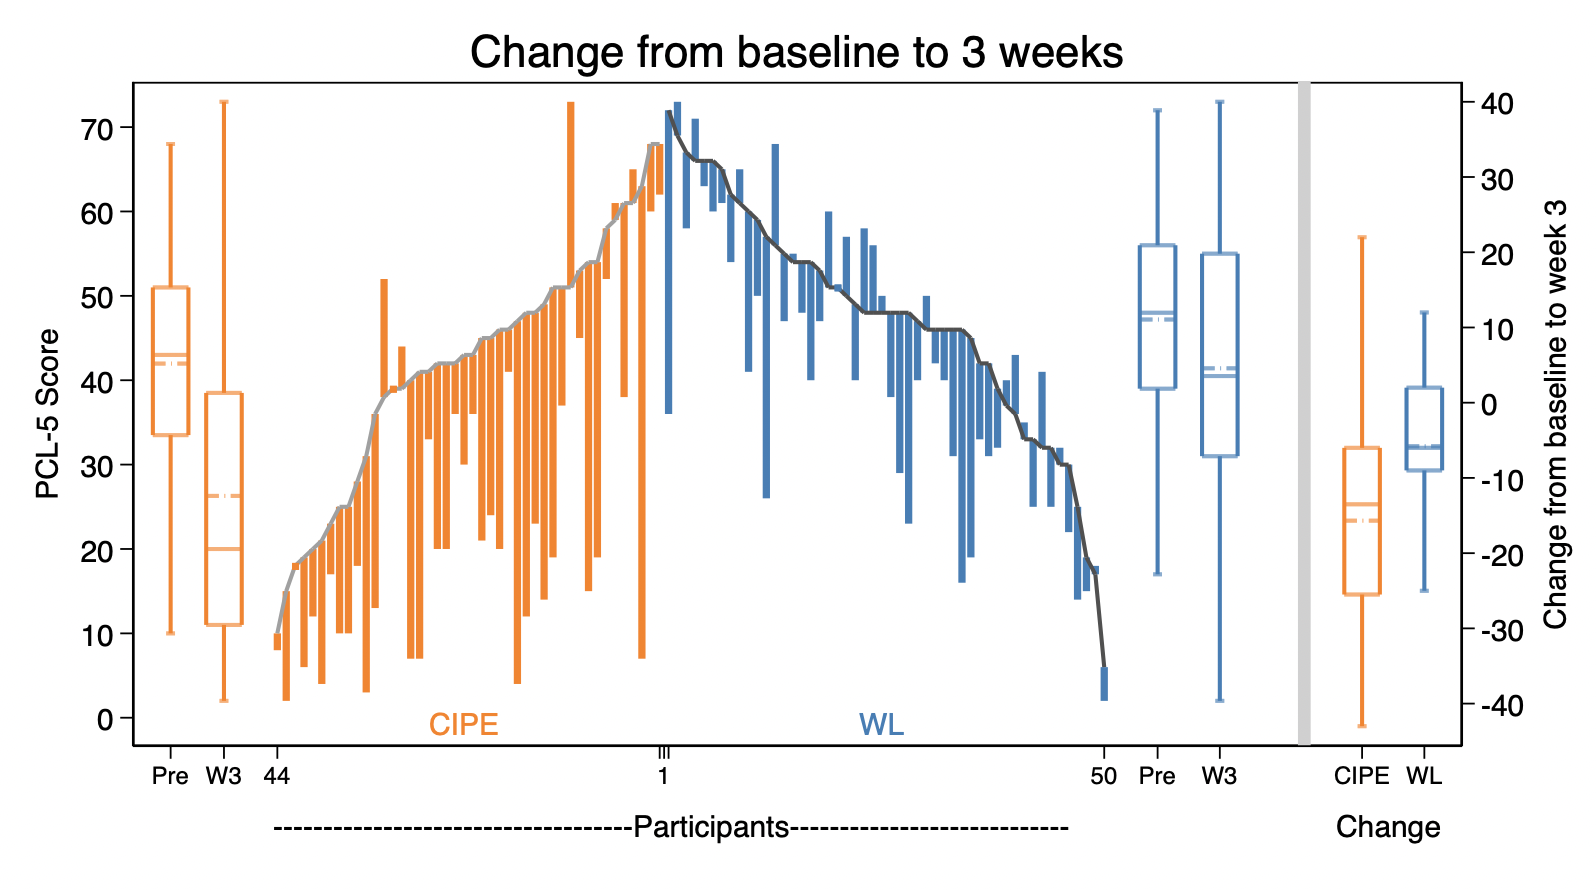 Change from baseline to 3 weeks
PCL-5 Score
70
60
50
40
30
20
10
0
CIPE
WL
40
30
20
10
0
-10
-20
-30
-40
Change from baseline to week 3
Pre W3 44 1 50 Pre W3 CIPE WL
------------------------------Participants------------------------
Change